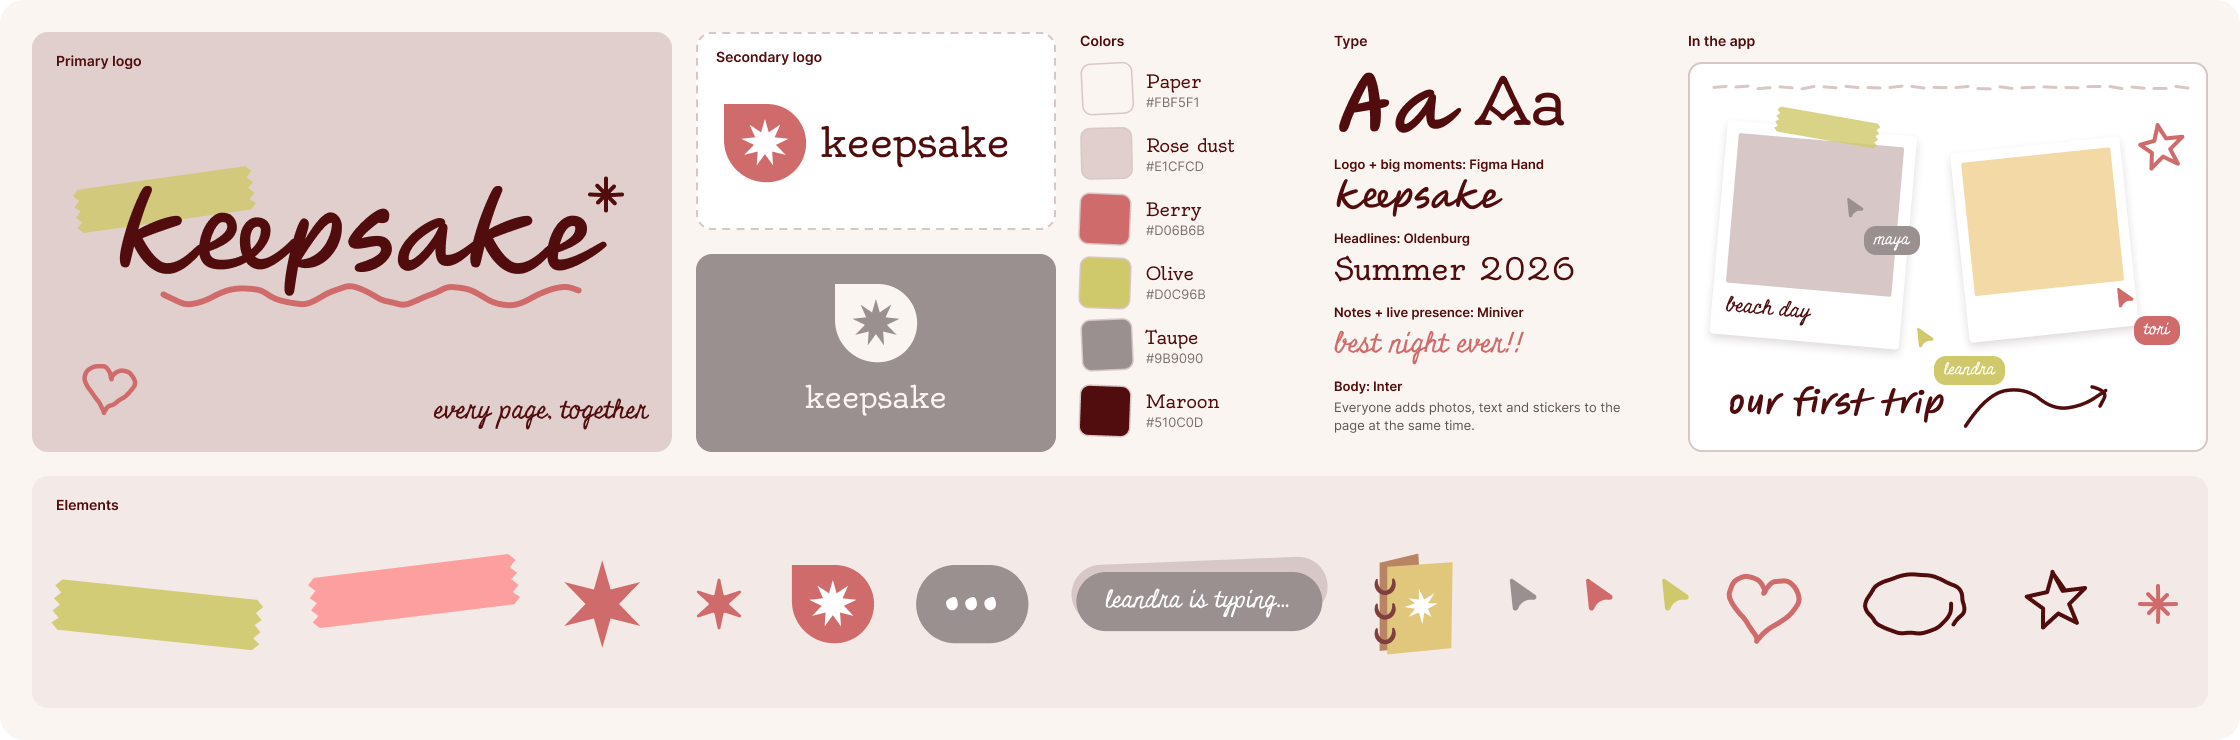 Primary logo
keepsake
every page. together
Secondary logo
keepsake
keepsake
Colors
Paper
#FBF5F1
Rose dust
#E1CFCD
Berry
#D06B6B
Olive
#D0C96B
Taupe
#9B9090
Maroon
#510C0D
Type
Aa Aa
Logo + big moments: Figma Hand
keepsake
Headlines: Oldenburg
Summer 2026
Notes + live presence: Miniver
best night ever!!
Body: Inter
Everyone adds photos, text and stickers to the
page at the same time.
In the app
maya
beach day
tori
leandra
our first trip
Elements
leandra is typing...